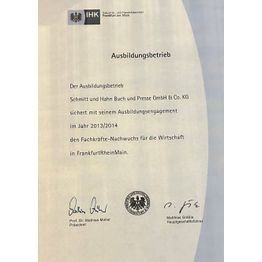 IHK Industrie- und Handelskammer
Frankfurt am Main
Ausbildungsbetrieb
Der Ausbildungsbetrieb
Schmitt und Hahn Buch und Presse GmbH & Co. KG
sichert mit seinem Ausbildungsengagement
im Jahr 2013/2014
den Fachkräfte-Nachwuchs für die Wirtschaft
in FrankfurtRheinMain.
Prof. Dr. Mathias Müller
Präsident
Matthias Gräßle
Hauptgeschäftsführer